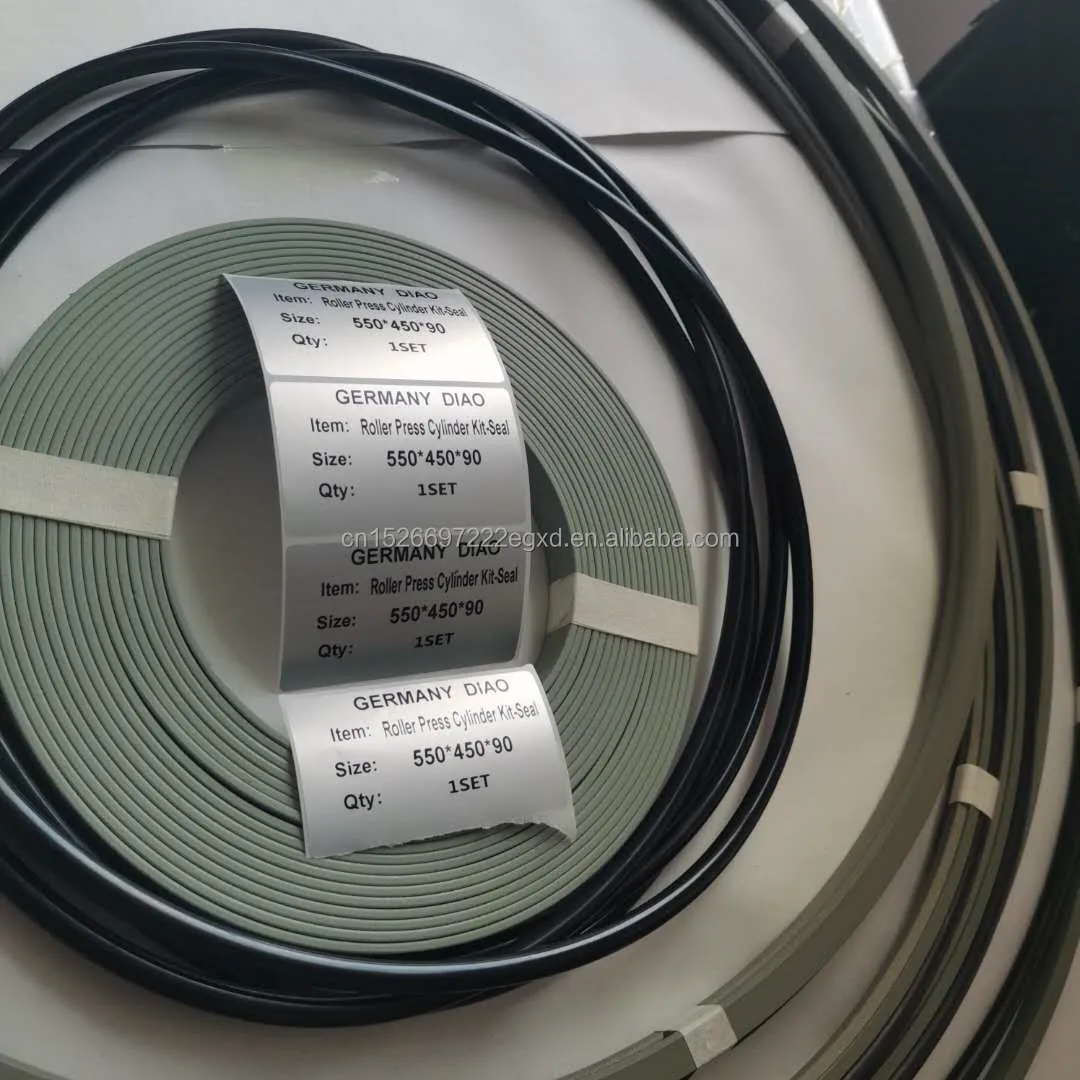 GERMANY DIAO
Item: Roller Press Cylinder Kit-Seal
Size: 550*450*90
Qty: 1SET
GERMANY DIAO
Item: Roller Press Cylinder Kit-Seal
Size: 550*450*90
Qty: 1SET
cn1526697222egxd.en.alibaba.com
GERMANY DIAO
Item: Roller Press Cylinder Kit-Seal
Size: 550*450*90
Qty: 1SET
GERMANY DIAO
Item: Roller Press Cylinder Kit-Seal
Size: 550*450*90
Qty: 1SET